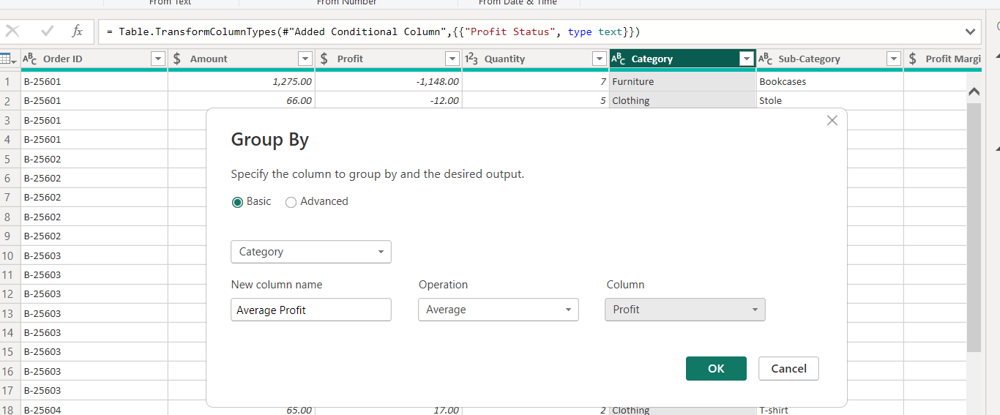 From Text From Number From Date & Time
fx = Table.TransformColumnTypes(#"Added Conditional Column",{{"Profit Status", type text}})
ABC Order ID $ Amount $ Profit 123 Quantity ABC Category ABC Sub-Category $ Profit Margi
1 B-25601 1,275.00 -1,148.00 7 Furniture Bookcases
2 B-25601 66.00 -12.00 5 Clothing Stole
3 B-25601
4 B-25601
5 B-25602
6 B-25602
7 B-25602
8 B-25602
9 B-25602
10 B-25603
11 B-25603
12 B-25603
13 B-25603
14 B-25603
15 B-25603
16 B-25603
17 B-25603
18 B-25604 65.00 17.00 2 Clothing T-shirt
Group By
Specify the column to group by and the desired output.
Basic Advanced
Category
New column name Operation Column
Average Profit Average Profit
OK Cancel